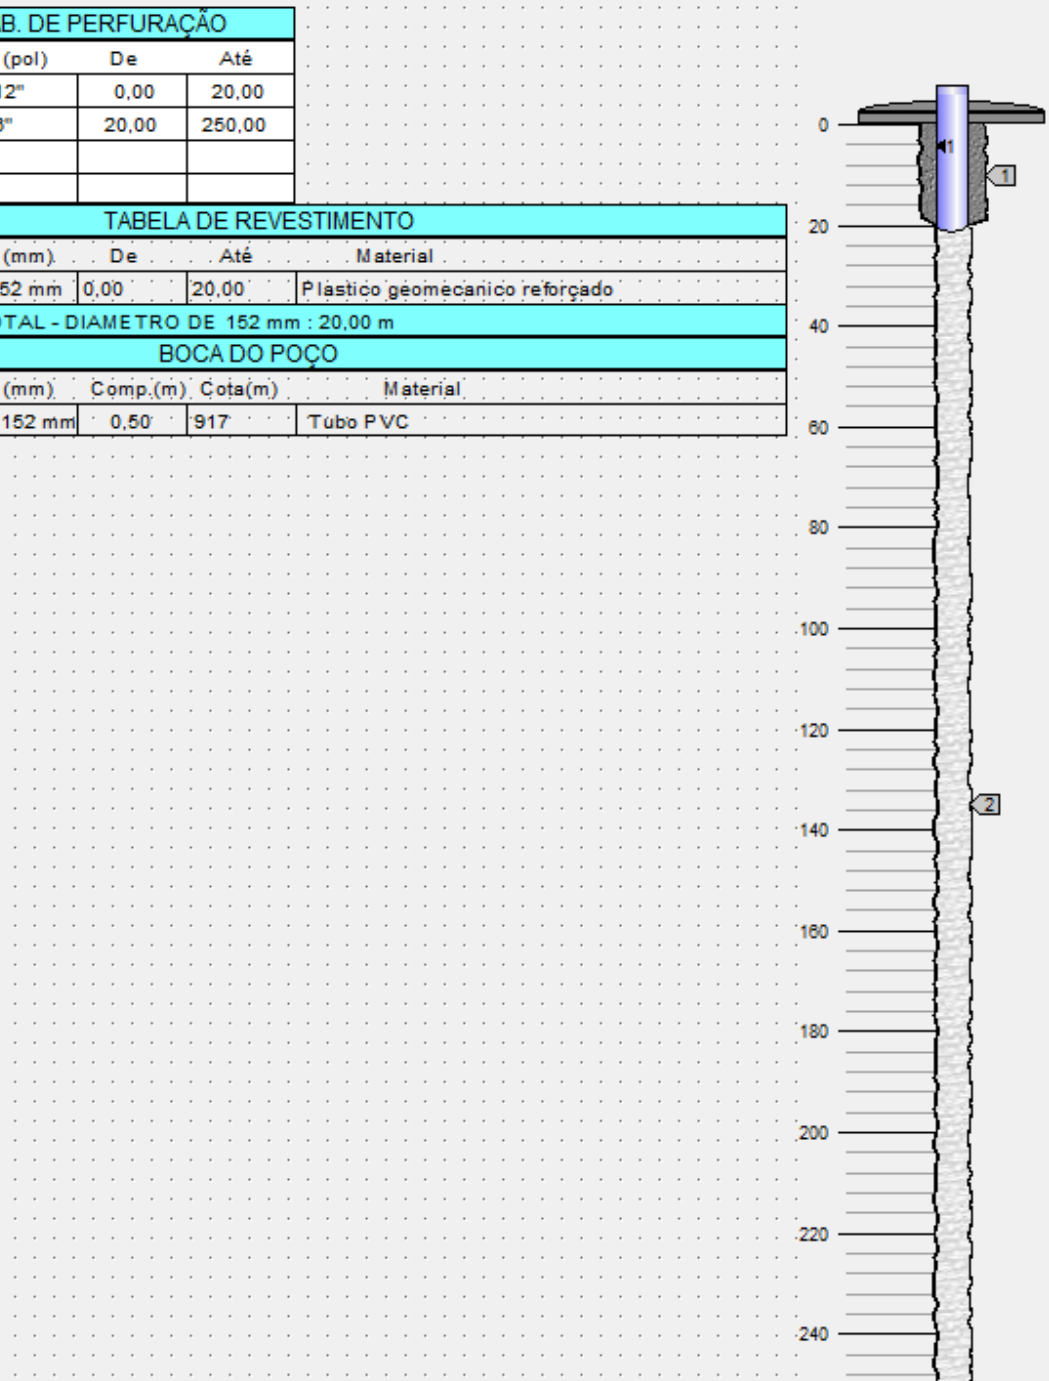 AB. DE PERFURAÇÃO
(pol) De Até
12" 0,00 20,00
20,00 250,00
TABELA DE REVESTIMENTO
(mm) De Até Material
52 mm 0,00 20,00 Plastico geomecanico reforçado
OTAL - DIAMETRO DE 152 mm : 20,00 m
BOCA DO POÇO
(mm) Comp.(m) Cota(m) Material
152 mm 0,50 917 Tubo PVC
0
1
1
20
40
60
80
100
120
2
140
160
180
200
220
240